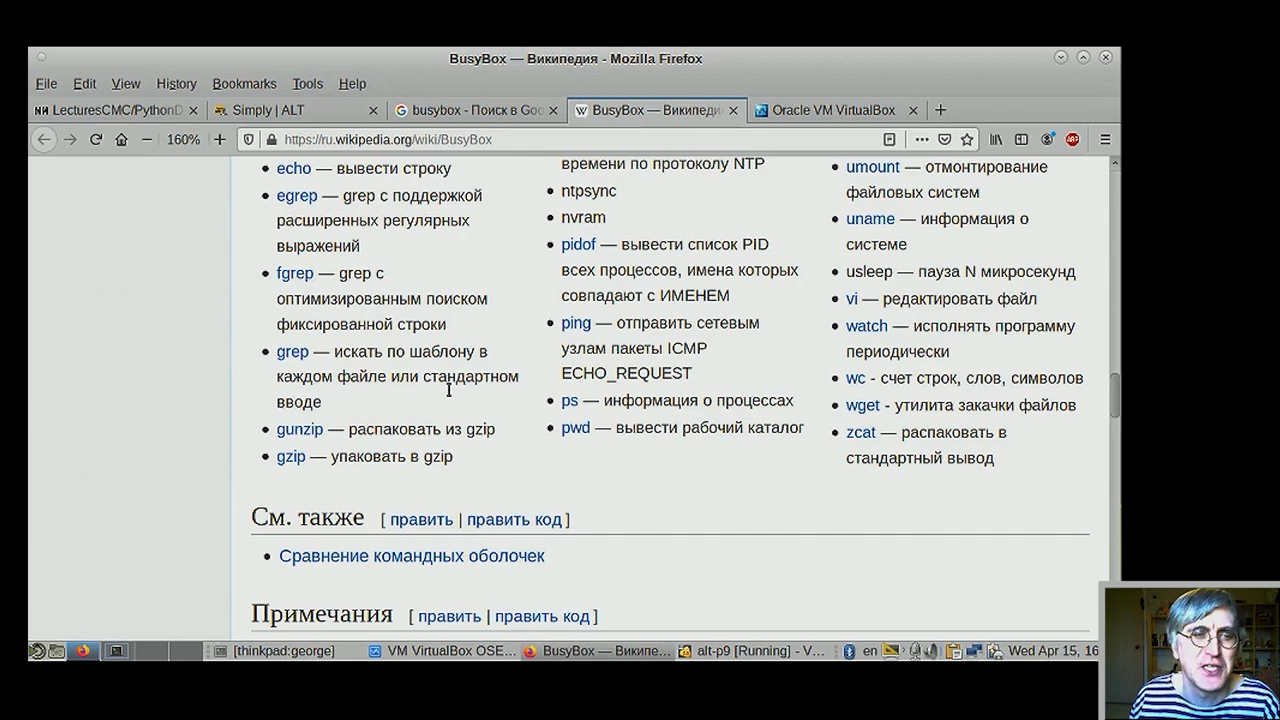 BusyBox — Википедия - Mozilla Firefox
File Edit View History Bookmarks Tools Help
LecturesCMC/PythonD
Simply | ALT
busybox - Поиск в Goo
BusyBox — Википеди
Oracle VM VirtualBox
160%
https://ru.wikipedia.org/wiki/BusyBox
echo — вывести строку
egrep — grep с поддержкой
расширенных регулярных
выражений
fgrep — grep с
оптимизированным поиском
фиксированной строки
grep — искать по шаблону в
каждом файле или стандартном
вводе
gunzip — распаковать из gzip
gzip — упаковать в gzip
времени по протоколу NTP
ntpsync
nvram
pidof — вывести список PID
всех процессов, имена которых
совпадают с ИМЕНЕМ
ping — отправить сетевым
узлам пакеты ICMP
ECHO_REQUEST
ps — информация о процессах
pwd — вывести рабочий каталог
umount — отмонтирование
файловых систем
uname — информация о
системе
usleep — пауза N микросекунд
vi — редактировать файл
watch — исполнять программу
периодически
wc - счет строк, слов, символов
wget - утилита закачки файлов
zcat — распаковать в
стандартный вывод
См. также [ править | править код ]
Сравнение командных оболочек
Примечания [ править | править код ]
[thinkpad:george]
VM VirtualBox OSE...
BusyBox — Википе...
alt-p9 [Running] - V...
en
Wed Apr 15, 16